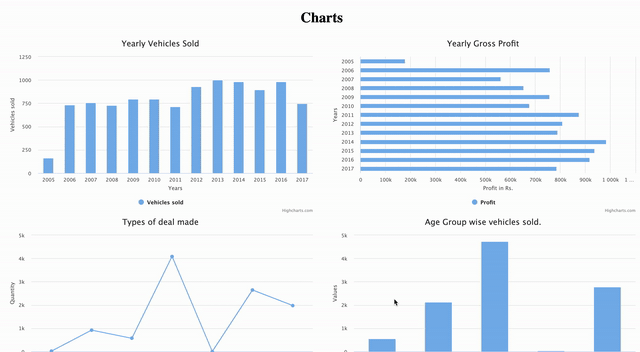 Charts
Yearly Vehicles Sold
Vehicles sold
1250
1000
750
500
250
0
2005 2006 2007 2008 2009 2010 2011 2012 2013 2014 2015 2016 2017
Years
Vehicles sold
Highcharts.com
Yearly Gross Profit
Years
2005
2006
2007
2008
2009
2010
2011
2012
2013
2014
2015
2016
2017
0 100k 200k 300k 400k 500k 600k 700k 800k 900k 1 000k 1 ...
Profit in Rs.
Profit
Highcharts.com
Types of deal made
Quantity
5k
4k
3k
2k
1k
0
Age Group wise vehicles sold.
Values
5k
4k
3k
2k
1k
0